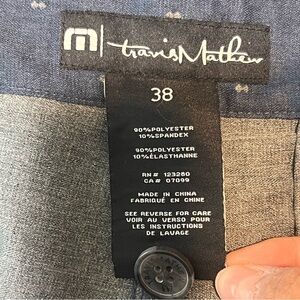 m travisMathew
38
90%POLYESTER
10%SPANDEX
90%POLYESTER
10%ÉLASTHANNE
RN# 123280
CA# 07099
MADE IN CHINA
FABRIQUÉ EN CHINE
SEE REVERSE FOR CARE
VOIR AU VERSO POUR
LES INSTRUCTIONS
DE LAVAGE